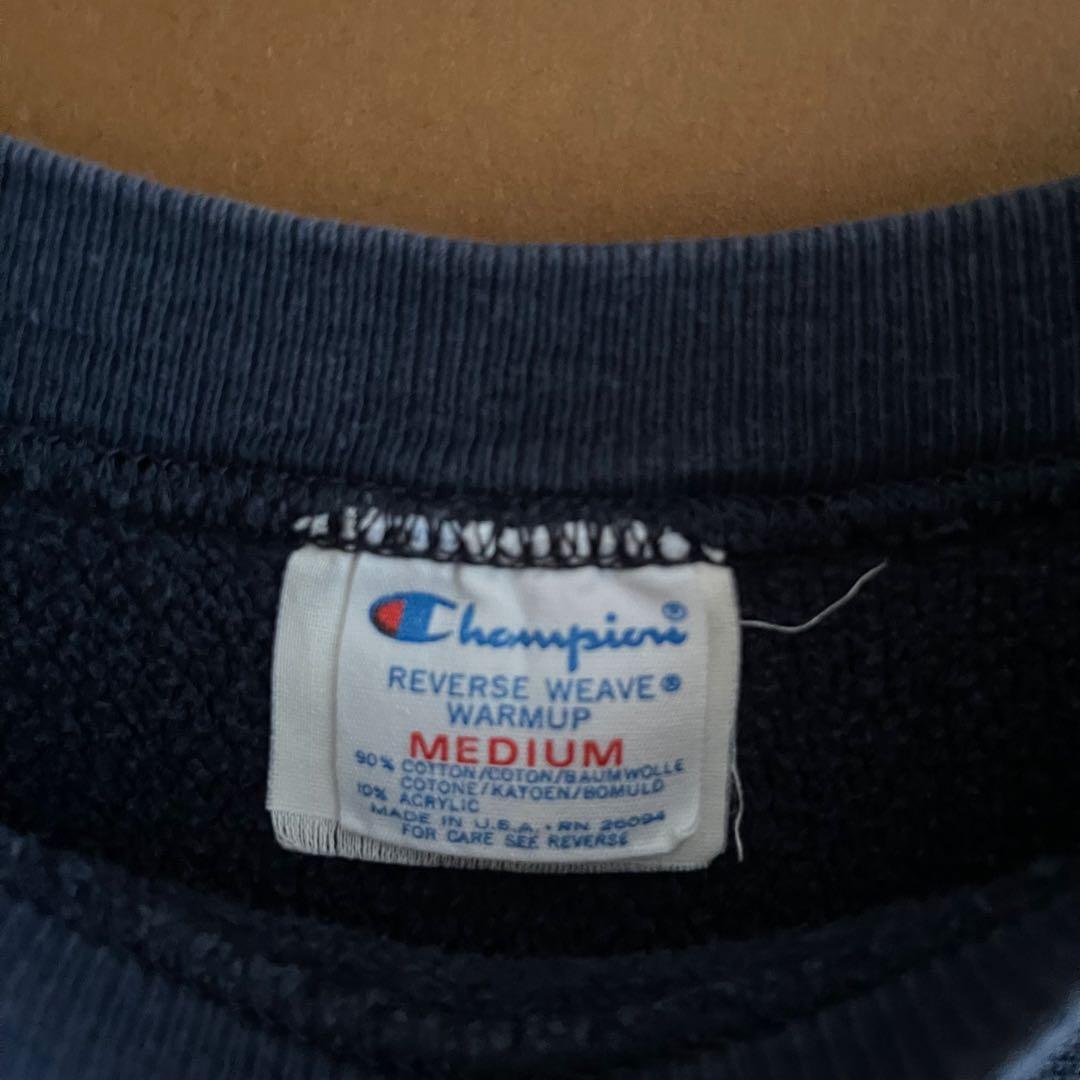 Champion®
REVERSE WEAVE®
WARMUP
MEDIUM
90% COTTON/COTON/BAUMWOLLE
COTONE/KATOEN/BOMULD
10% ACRYLIC
MADE IN U.S.A. • RN 26094
FOR CARE SEE REVERSE